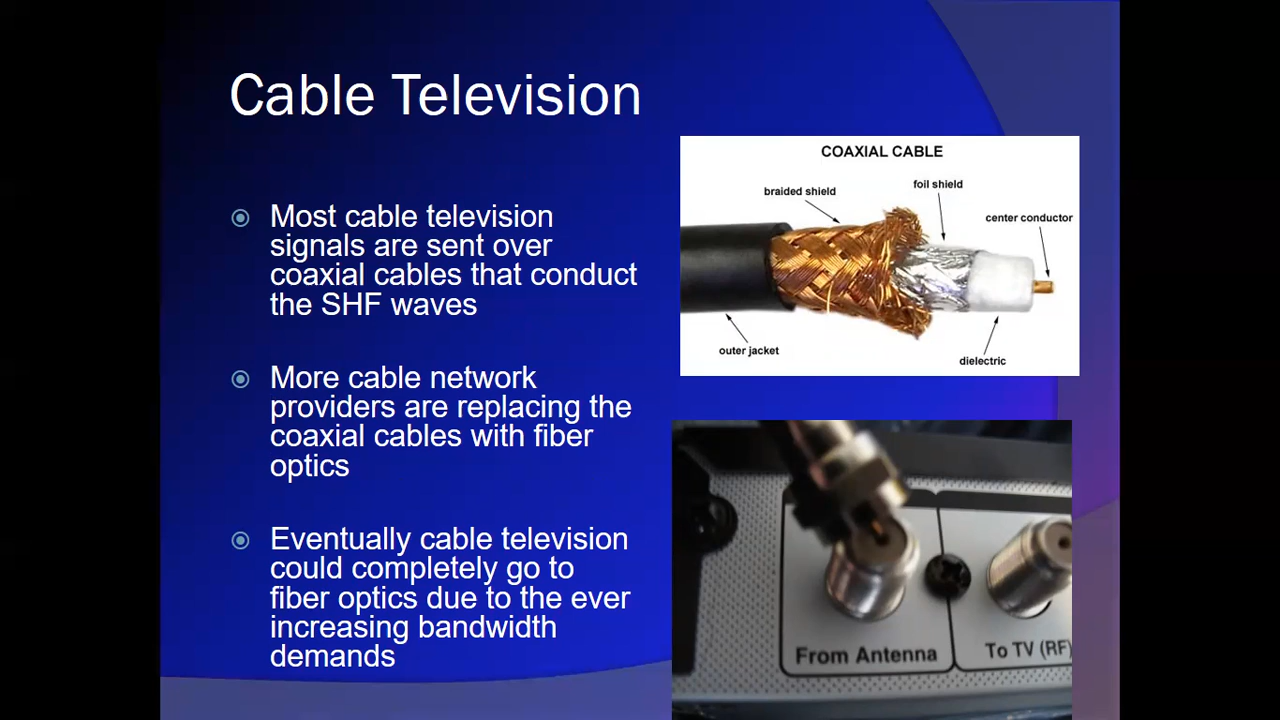 Cable Television
Most cable television
signals are sent over
coaxial cables that conduct
the SHF waves
More cable network
providers are replacing the
coaxial cables with fiber
optics
Eventually cable television
could completely go to
fiber optics due to the ever
increasing bandwidth
demands
COAXIAL CABLE
foil shield
braided shield
center conductor
outer jacket
dielectric
From Antenna
To TV (RF)